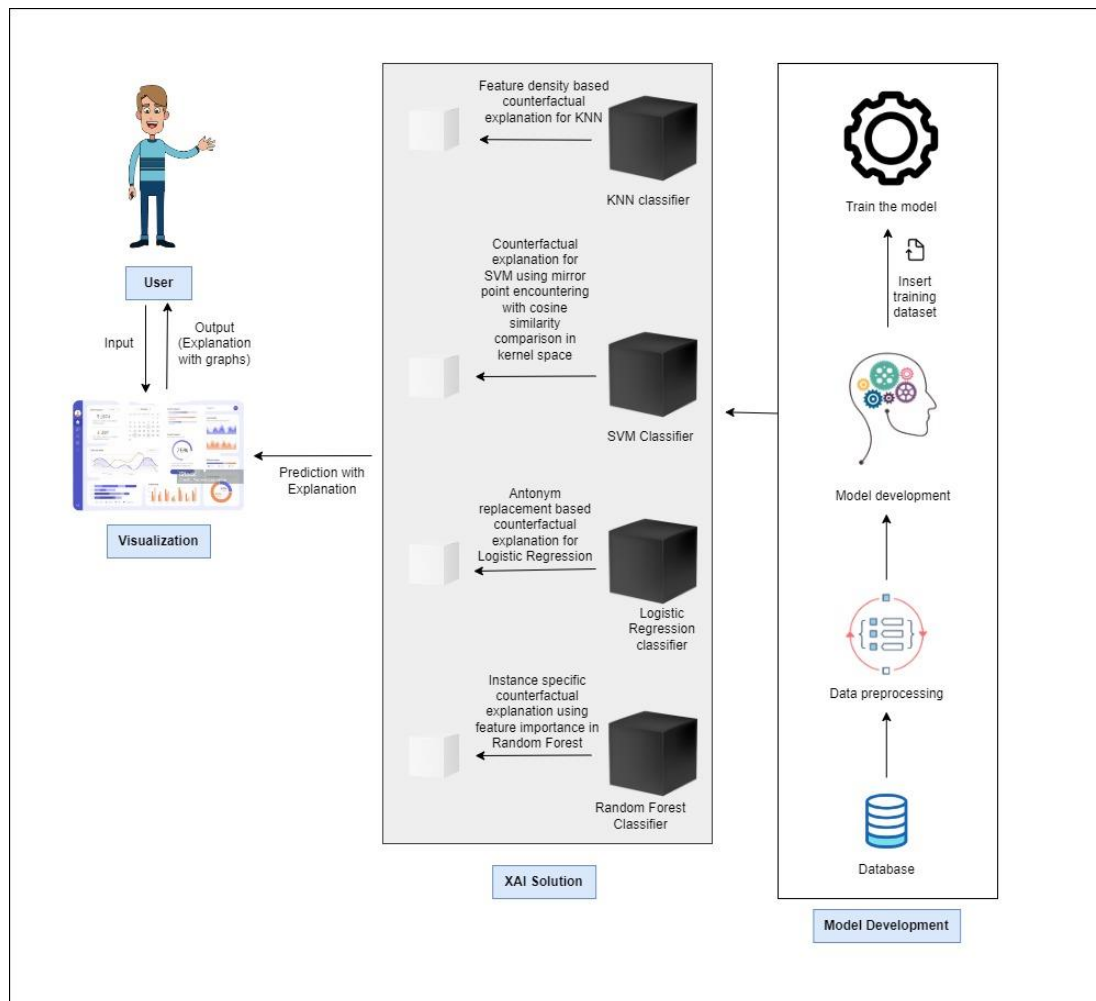 User
Input
Output
(Explanation
with graphs)
75%
Visualization
Prediction with
Explanation
Feature density based
counterfactual
explanation for KNN
KNN classifier
Counterfactual
explanation for
SVM using mirror
point encountering
with cosine
similarity
comparison in
kernel space
SVM Classifier
Antonym
replacement based
counterfactual
explanation for
Logistic Regression
Logistic
Regression
classifier
Instance specific
counterfactual
explanation using
feature importance in
Random Forest
Random Forest
Classifier
XAI Solution
Train the model
Insert
training
dataset
Model development
Data preprocessing
Database
Model Development